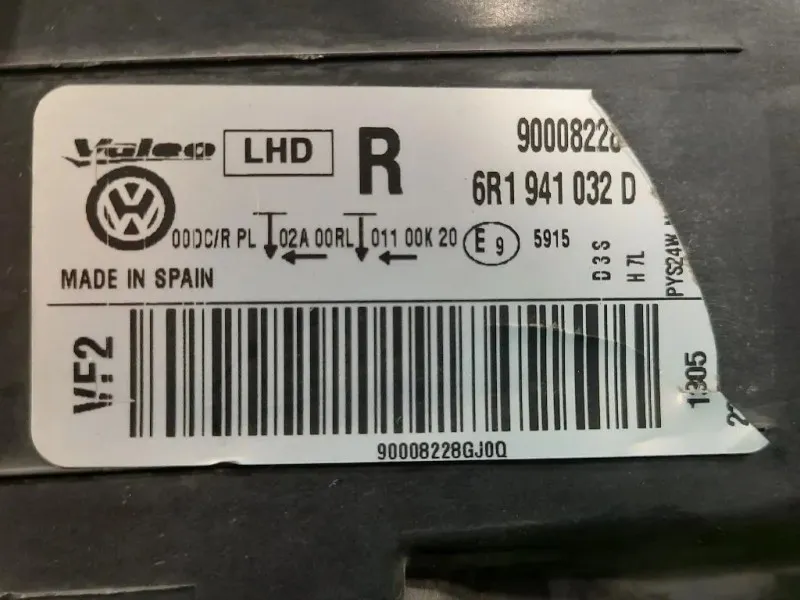 Valeo LHD R 90008228
6R1 941 032 D
00DC/R PL 02A 00RL 011 00K 20 E 9 5915
D3S
H7L
PYS24W
MADE IN SPAIN
VF2
1305
90008228GJ0Q